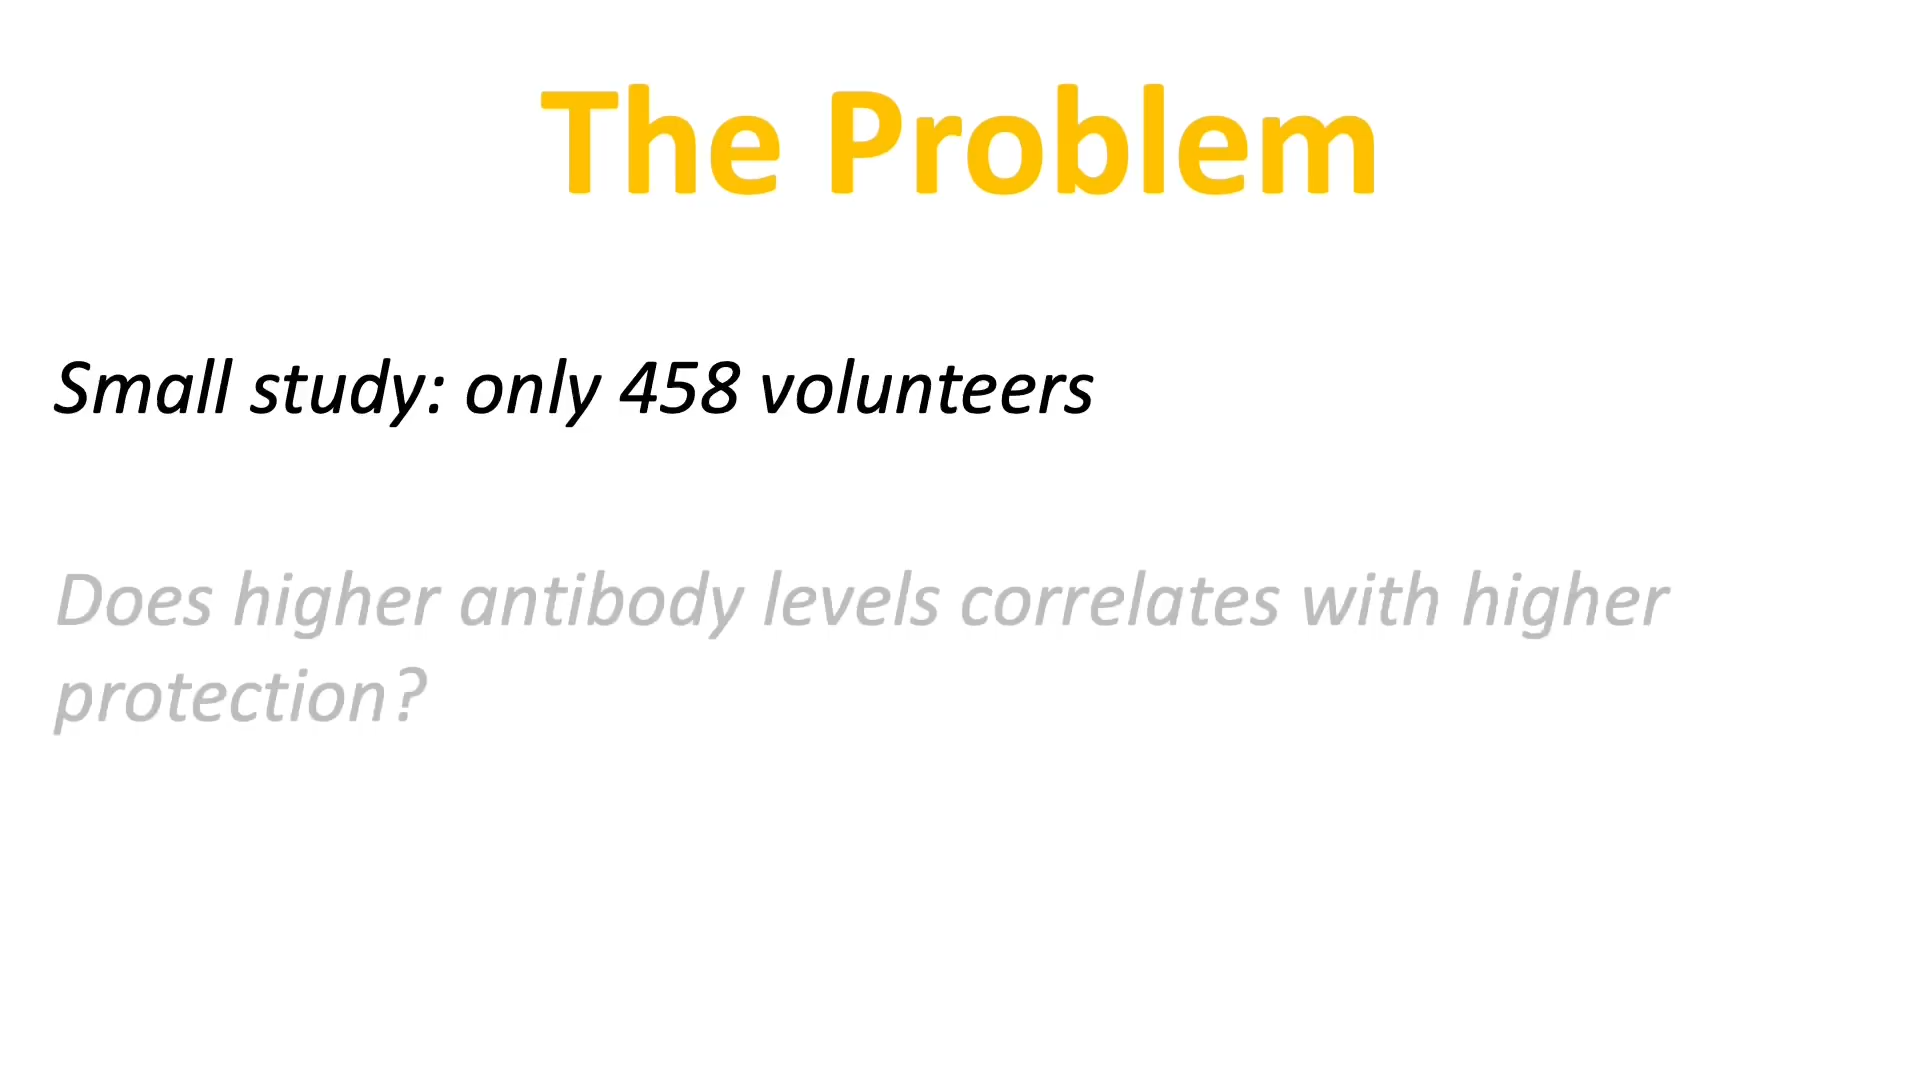 The Problem
Small study: only 458 volunteers
Does higher antibody levels correlates with higher
protection?